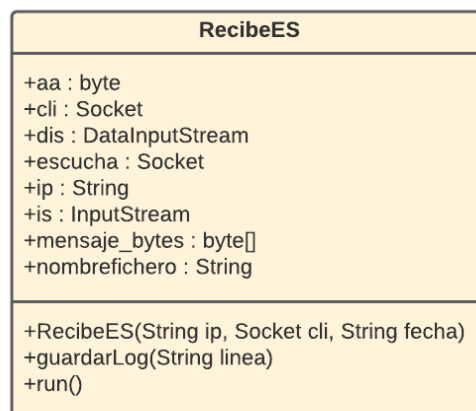 RecibeES
+aa : byte
+cli : Socket
+dis : DataInputStream
+escucha : Socket
+ip : String
+is : InputStream
+mensaje_bytes : byte[]
+nombrefichero : String
+RecibeES(String ip, Socket cli, String fecha)
+guardarLog(String linea)
+run()